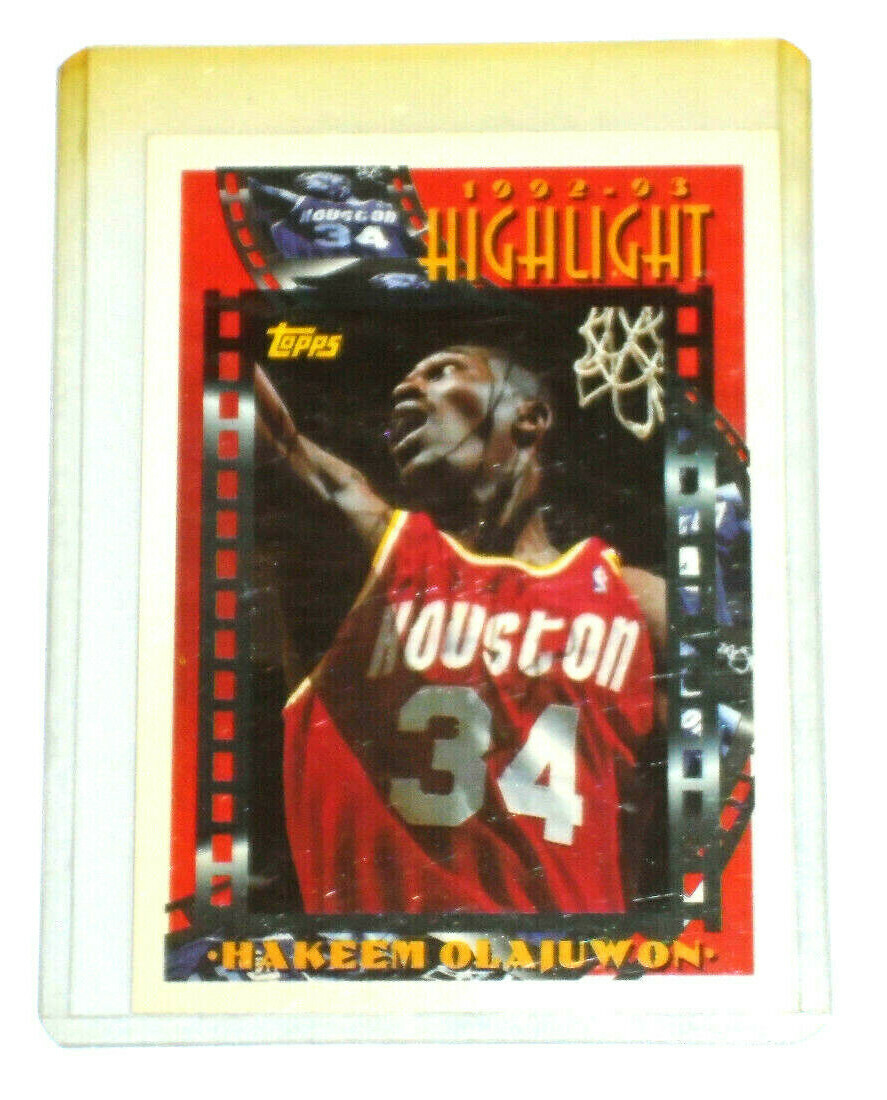 1992-93
HIGHLIGHT
HOUSTON
34
Topps
HOUSTON
34
·HAKEEM OLAJUWON·